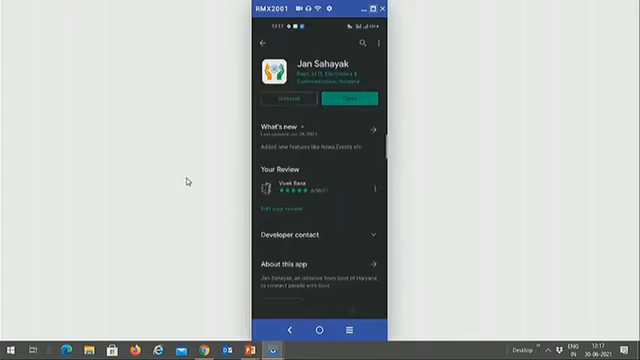 RMX2001
12:17
Jan Sahayak
Dept. of IT, Electronics &
Communication, Haryana
Uninstall
Open
What's new
Last updated Jun 29, 2021
Added new features like News,Events etc
Your Review
Vivek Rana
Edit your review
Developer contact
About this app
Jan Sahayak, an initiative from Govt of Haryana,
to connect people with Govt.
Desktop
ENG
IN
12:17
30-06-2021